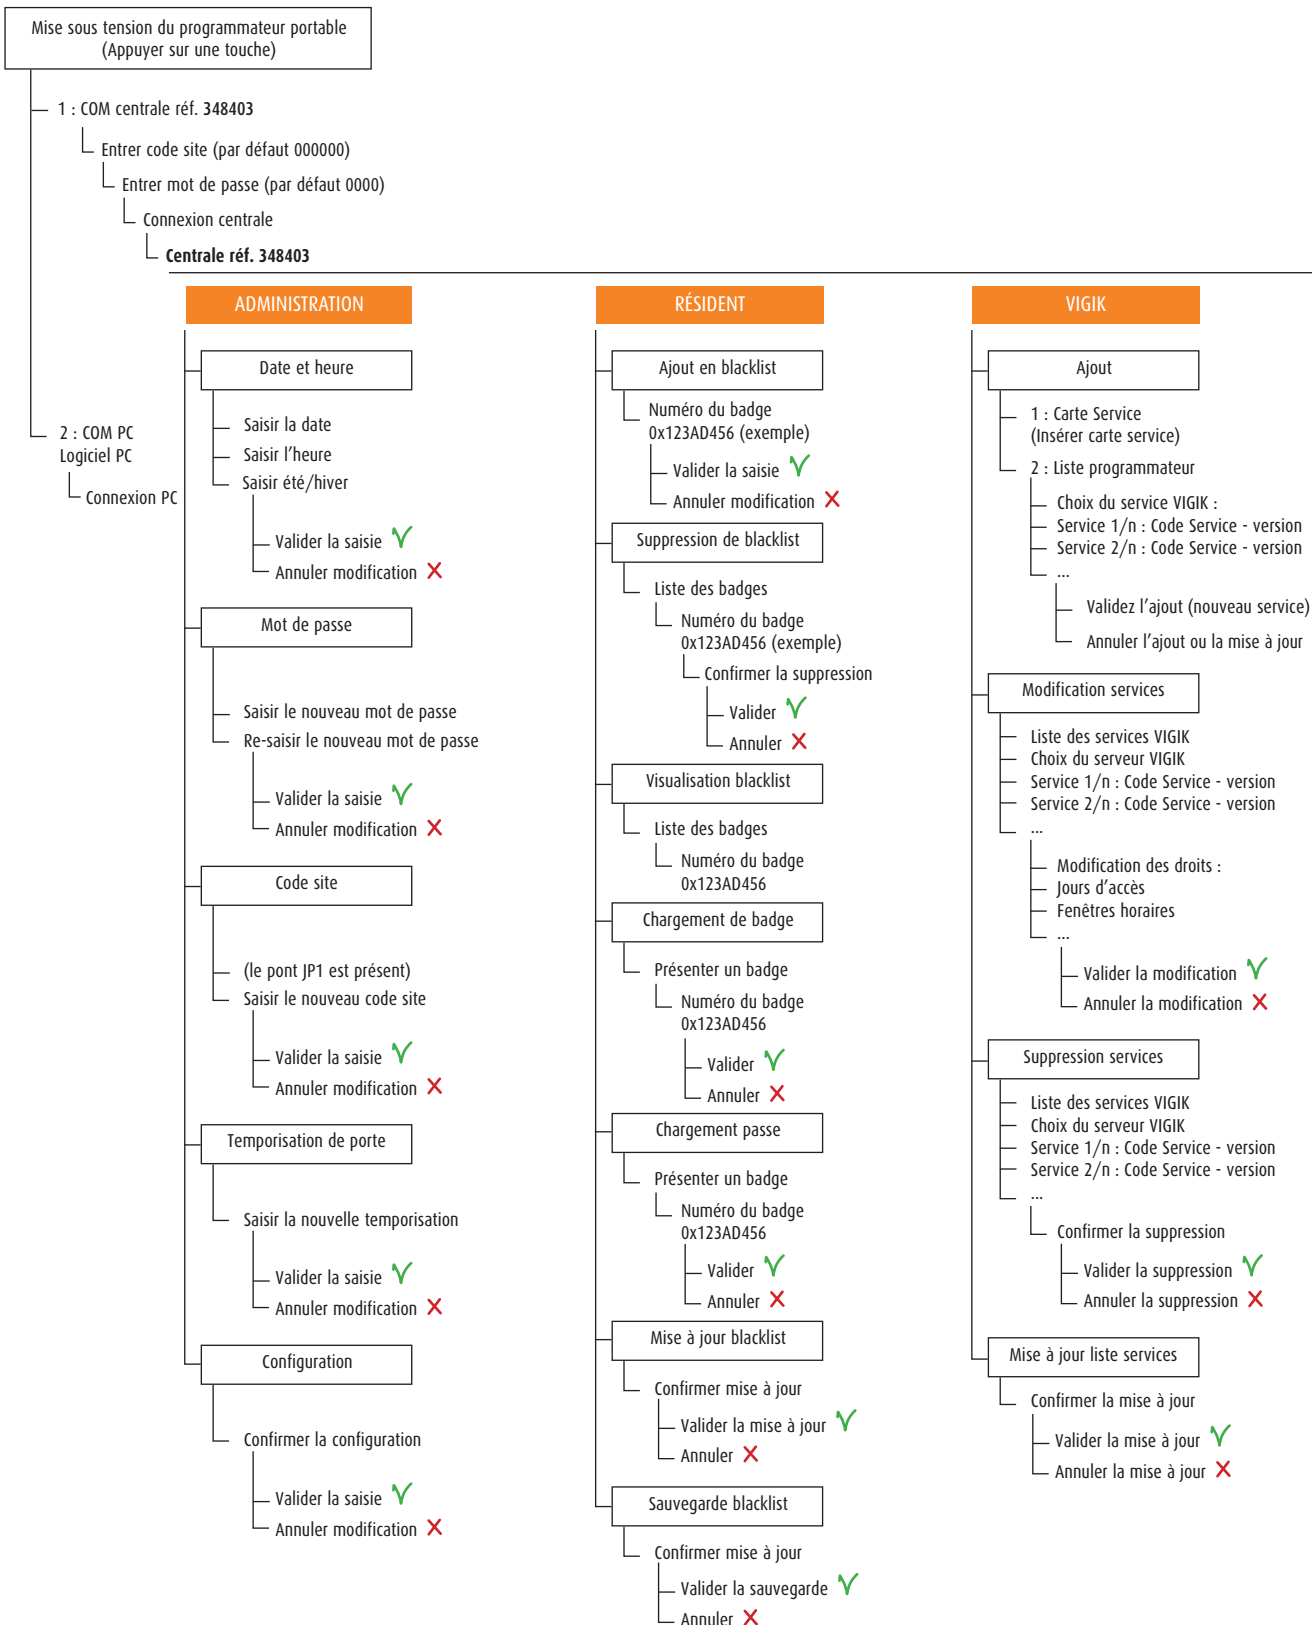 Mise sous tension du programmateur portable
(Appuyer sur une touche)
1 : COM centrale réf. 348403
Entrer code site (par défaut 000000)
Entrer mot de passe (par défaut 0000)
Connexion centrale
Centrale réf. 348403
2 : COM PC
Logiciel PC
Connexion PC
ADMINISTRATION
Date et heure
Saisir la date
Saisir l'heure
Saisir été/hiver
Valider la saisie
Annuler modification
Mot de passe
Saisir le nouveau mot de passe
Re-saisir le nouveau mot de passe
Valider la saisie
Annuler modification
Code site
(le pont JP1 est présent)
Saisir le nouveau code site
Valider la saisie
Annuler modification
Temporisation de porte
Saisir la nouvelle temporisation
Valider la saisie
Annuler modification
Configuration
Confirmer la configuration
Valider la saisie
Annuler modification
RÉSIDENT
Ajout en blacklist
Numéro du badge
0x123AD456 (exemple)
Valider la saisie
Annuler modification
Suppression de blacklist
Liste des badges
Numéro du badge
0x123AD456 (exemple)
Confirmer la suppression
Valider
Annuler
Visualisation blacklist
Liste des badges
Numéro du badge
0x123AD456
Chargement de badge
Présenter un badge
Numéro du badge
0x123AD456
Valider
Annuler
Chargement passe
Présenter un badge
Numéro du badge
0x123AD456
Valider
Annuler
Mise à jour blacklist
Confirmer mise à jour
Valider la mise à jour
Annuler
Sauvegarde blacklist
Confirmer mise à jour
Valider la sauvegarde
Annuler
VIGIK
Ajout
1 : Carte Service
(Insérer carte service)
2 : Liste programmateur
Choix du service VIGIK :
Service 1/n : Code Service - version
Service 2/n : Code Service - version
...
Validez l'ajout (nouveau service)
Annuler l'ajout ou la mise à jour
Modification services
Liste des services VIGIK
Choix du serveur VIGIK
Service 1/n : Code Service - version
Service 2/n : Code Service - version
...
Modification des droits :
Jours d'accès
Fenêtres horaires
...
Valider la modification
Annuler la modification
Suppression services
Liste des services VIGIK
Choix du serveur VIGIK
Service 1/n : Code Service - version
Service 2/n : Code Service - version
...
Confirmer la suppression
Valider la suppression
Annuler la suppression
Mise à jour liste services
Confirmer la mise à jour
Valider la mise à jour
Annuler la mise à jour